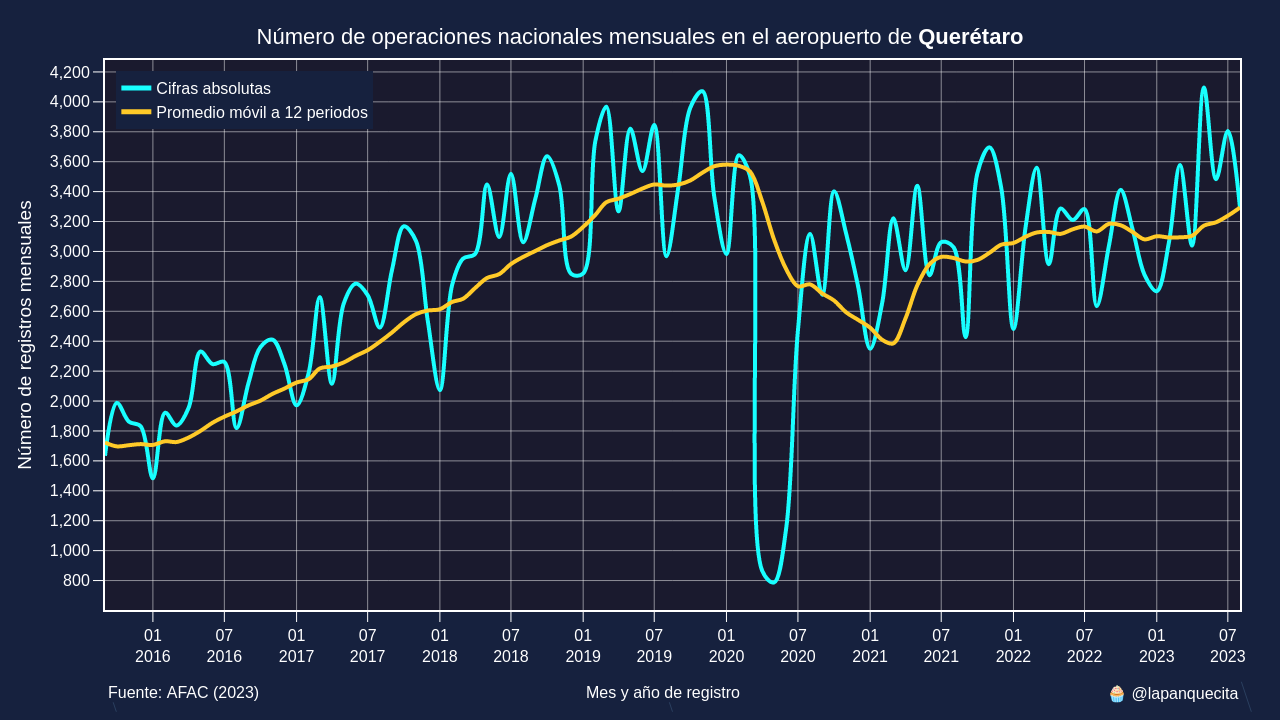 Número de operaciones nacionales mensuales en el aeropuerto de Querétaro
Cifras absolutas
Promedio móvil a 12 periodos
Número de registros mensuales
4,200
4,000
3,800
3,600
3,400
3,200
3,000
2,800
2,600
2,400
2,200
2,000
1,800
1,600
1,400
1,200
1,000
800
01 07 01 07 01 07 01 07 01 07 01 07 01 07 01 07
2016 2016 2017 2017 2018 2018 2019 2019 2020 2020 2021 2021 2022 2022 2023 2023
Fuente: AFAC (2023) Mes y año de registro 🧁 @lapanquecita